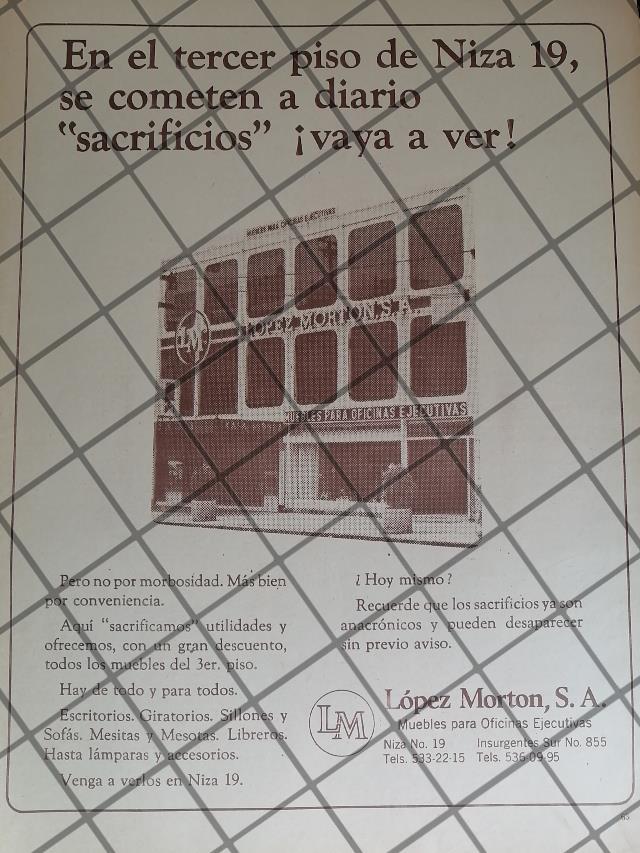 En el tercer piso de Niza 19,
se cometen a diario
“sacrificios” ¡vaya a ver!
MUEBLES PARA OFICINAS EJECUTIVAS
LM
LÓPEZ MORTON, S.A.
MUEBLES PARA OFICINAS EJECUTIVAS
Pero no por morbosidad. Más bien
por conveniencia.
Aquí “sacrificamos” utilidades y
ofrecemos, con un gran descuento,
todos los muebles del 3er. piso.
Hay de todo y para todos.
Escritorios. Giratorios. Sillones y
Sofás. Mesitas y Mesotas. Libreros.
Hasta lámparas y accesorios.
Venga a verlos en Niza 19.
¿Hoy mismo?
Recuerde que los sacrificios ya son
anacrónicos y pueden desaparecer
sin previo aviso.
LM
López Morton, S. A.
Muebles para Oficinas Ejecutivas
Niza No. 19 Insurgentes Sur No. 855
Tels. 533-22-15 Tels. 536-09-95
65